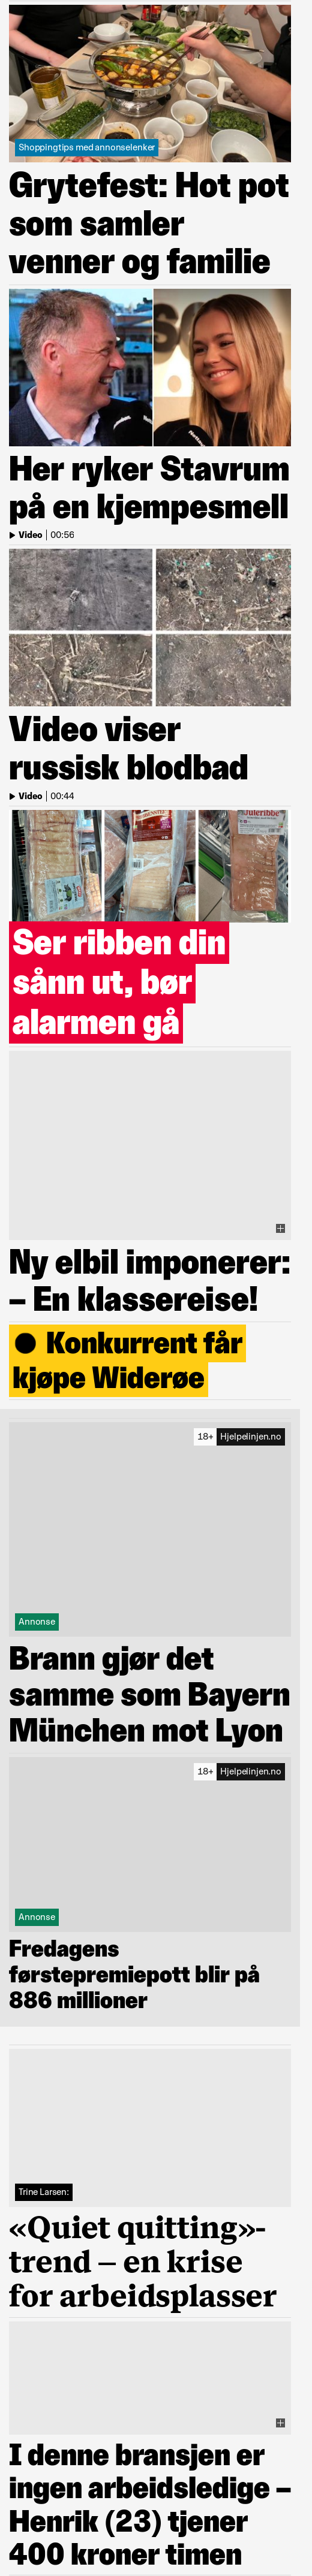 Shoppingtips med annonselenker
Grytefest: Hot pot
som samler
venner og familie
Her ryker Stavrum
på en kjempesmell
Video | 00:56
Video viser
russisk blodbad
Video | 00:44
Juleribbe
Ser ribben din
sånn ut, bør
alarmen gå
Ny elbil imponerer:
– En klassereise!
Konkurrent får
kjøpe Widerøe
18+ Hjelpelinjen.no
Annonse
Brann gjør det
samme som Bayern
München mot Lyon
18+ Hjelpelinjen.no
Annonse
Fredagens
førstepremiepott blir på
886 millioner
Trine Larsen:
«Quiet quitting»-
trend – en krise
for arbeidsplasser
I denne bransjen er
ingen arbeidsledige –
Henrik (23) tjener
400 kroner timen